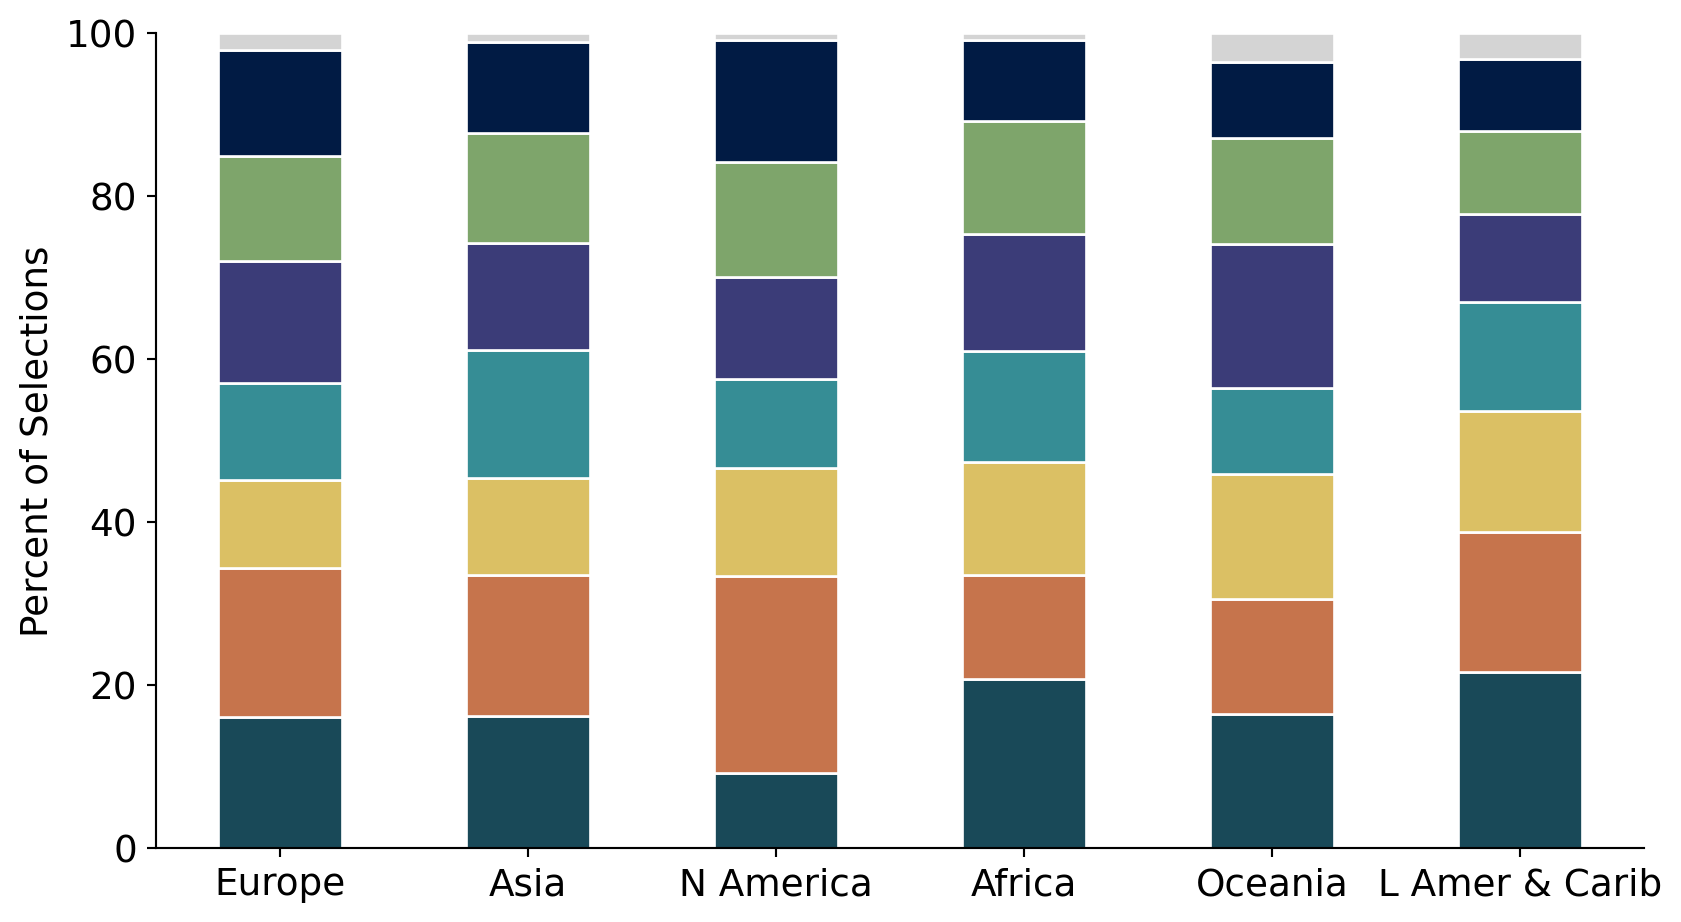 100
80
60
40
20
0
Percent of Selections
Europe
Asia
N America
Africa
Oceania
L Amer & Carib